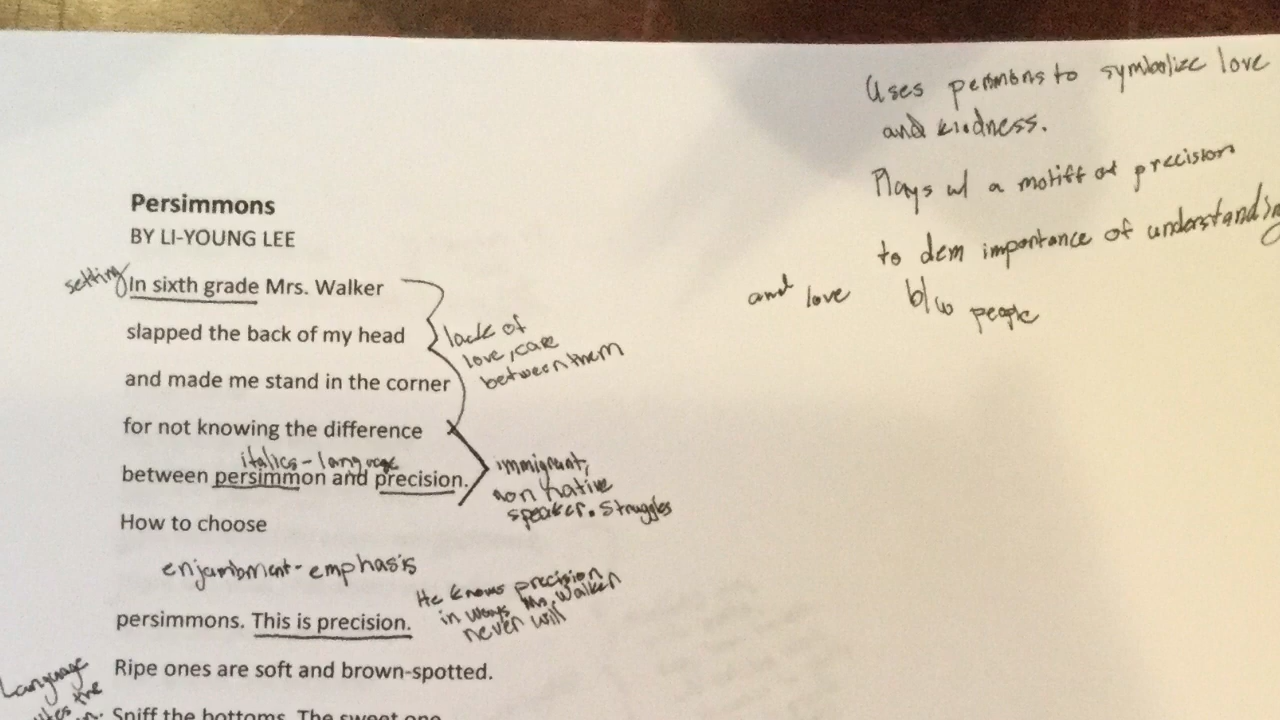 Uses persimmons to symbolize love
and kindness.
Plays w/ a motiff of precision
to dem importance of understanding
and love b/w people
Persimmons
BY LI-YOUNG LEE
setting
In sixth grade Mrs. Walker
slapped the back of my head
lack of
love, care
between them
and made me stand in the corner
for not knowing the difference
italics - language
between persimmon and precision.
immigrant,
non native
speaker. struggles
How to choose
enjambment - emphasis
He knows precision
in ways Ms. Walker
never will
persimmons. This is precision.
Ripe ones are soft and brown-spotted.
Language
the
Sniff the bottoms. The sweet one